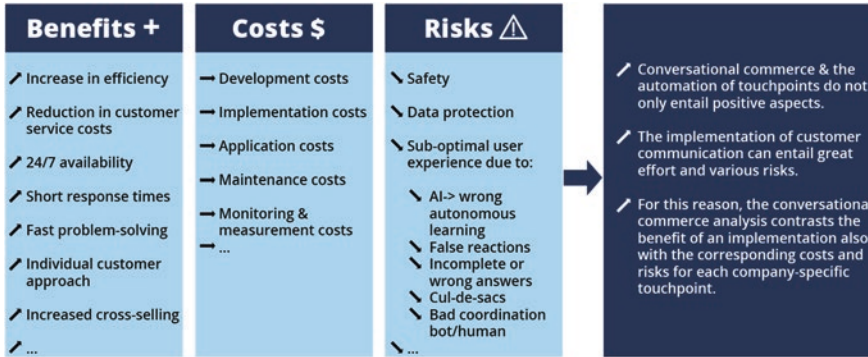 Benefits +
Increase in efficiency
Reduction in customer
service costs
24/7 availability
Short response times
Fast problem-solving
Individual customer
approach
Increased cross-selling
...
Costs $
Development costs
Implementation costs
Application costs
Maintenance costs
Monitoring &
measurement costs
...
Risks
Safety
Data protection
Sub-optimal user
experience due to:
AI-> wrong
autonomous
learning
False reactions
Incomplete or
wrong answers
Cul-de-sacs
Bad coordination
bot/human
...
Conversational commerce & the
automation of touchpoints do not
only entail positive aspects.
The implementation of customer
communication can entail great
effort and various risks.
For this reason, the conversationa
commerce analysis contrasts the
benefit of an implementation also
with the corresponding costs and
risks for each company-specific
touchpoint.